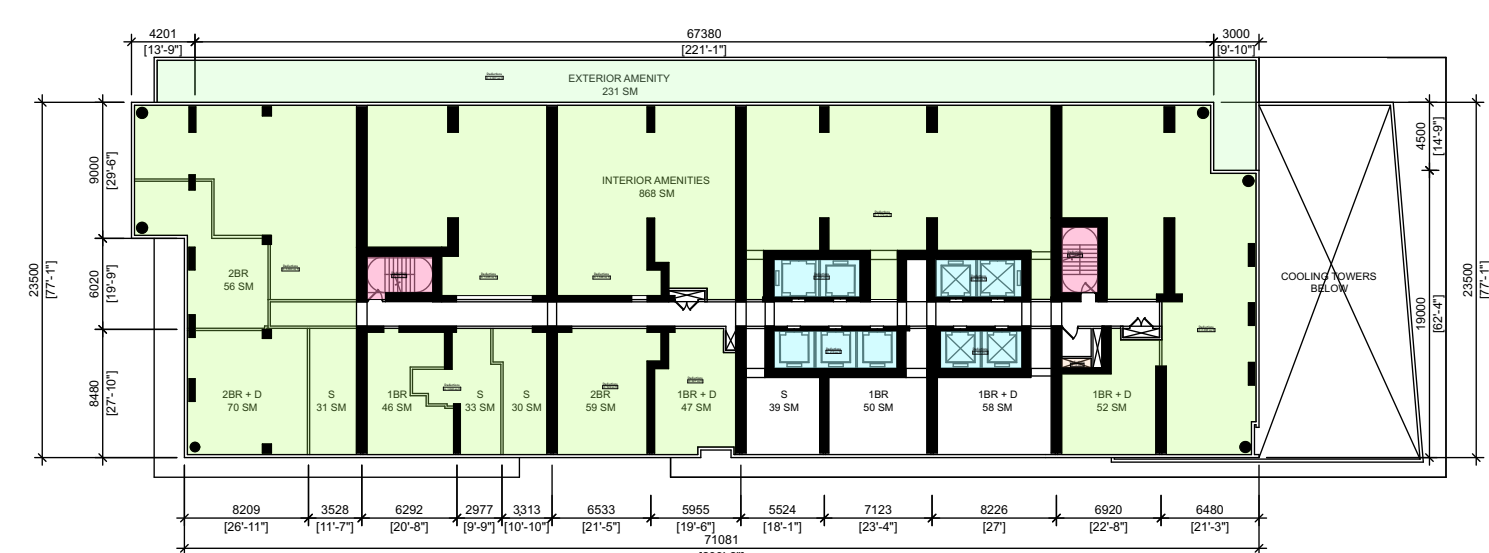 4201
[13'-9"]
67380
[221'-1"]
3000
[9'-10"]
EXTERIOR AMENITY
231 SM
23500
[77'-1"]
9000
[29'-6"]
6020
[19'-9"]
8480
[27'-10"]
INTERIOR AMENITIES
868 SM
4500
[14'-9"]
19000
[62'-4"]
23500
[77'-1"]
COOLING TOWERS
BELOW
2BR
56 SM
2BR + D
70 SM
S
31 SM
1BR
46 SM
S
33 SM
S
30 SM
2BR
59 SM
1BR + D
47 SM
S
39 SM
1BR
50 SM
1BR + D
58 SM
1BR + D
52 SM
8209
[26'-11"]
3528
[11'-7"]
6292
[20'-8"]
2977
[9'-9"]
3313
[10'-10"]
6533
[21'-5"]
5955
[19'-6"]
5524
[18'-1"]
7123
[23'-4"]
8226
[27']
6920
[22'-8"]
6480
[21'-3"]
71081